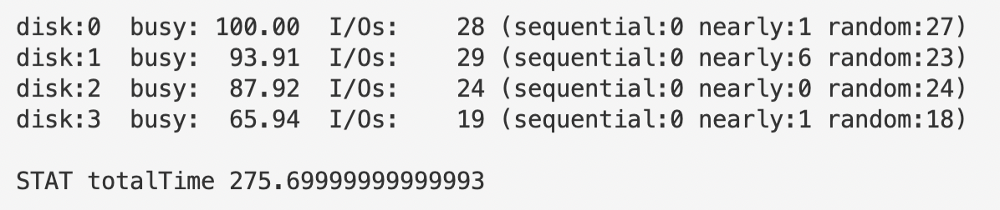 disk:0  busy: 100.00  I/Os:    28 (sequential:0 nearly:1 random:27)
disk:1  busy:  93.91  I/Os:    29 (sequential:0 nearly:6 random:23)
disk:2  busy:  87.92  I/Os:    24 (sequential:0 nearly:0 random:24)
disk:3  busy:  65.94  I/Os:    19 (sequential:0 nearly:1 random:18)
STAT totalTime 275.69999999999993